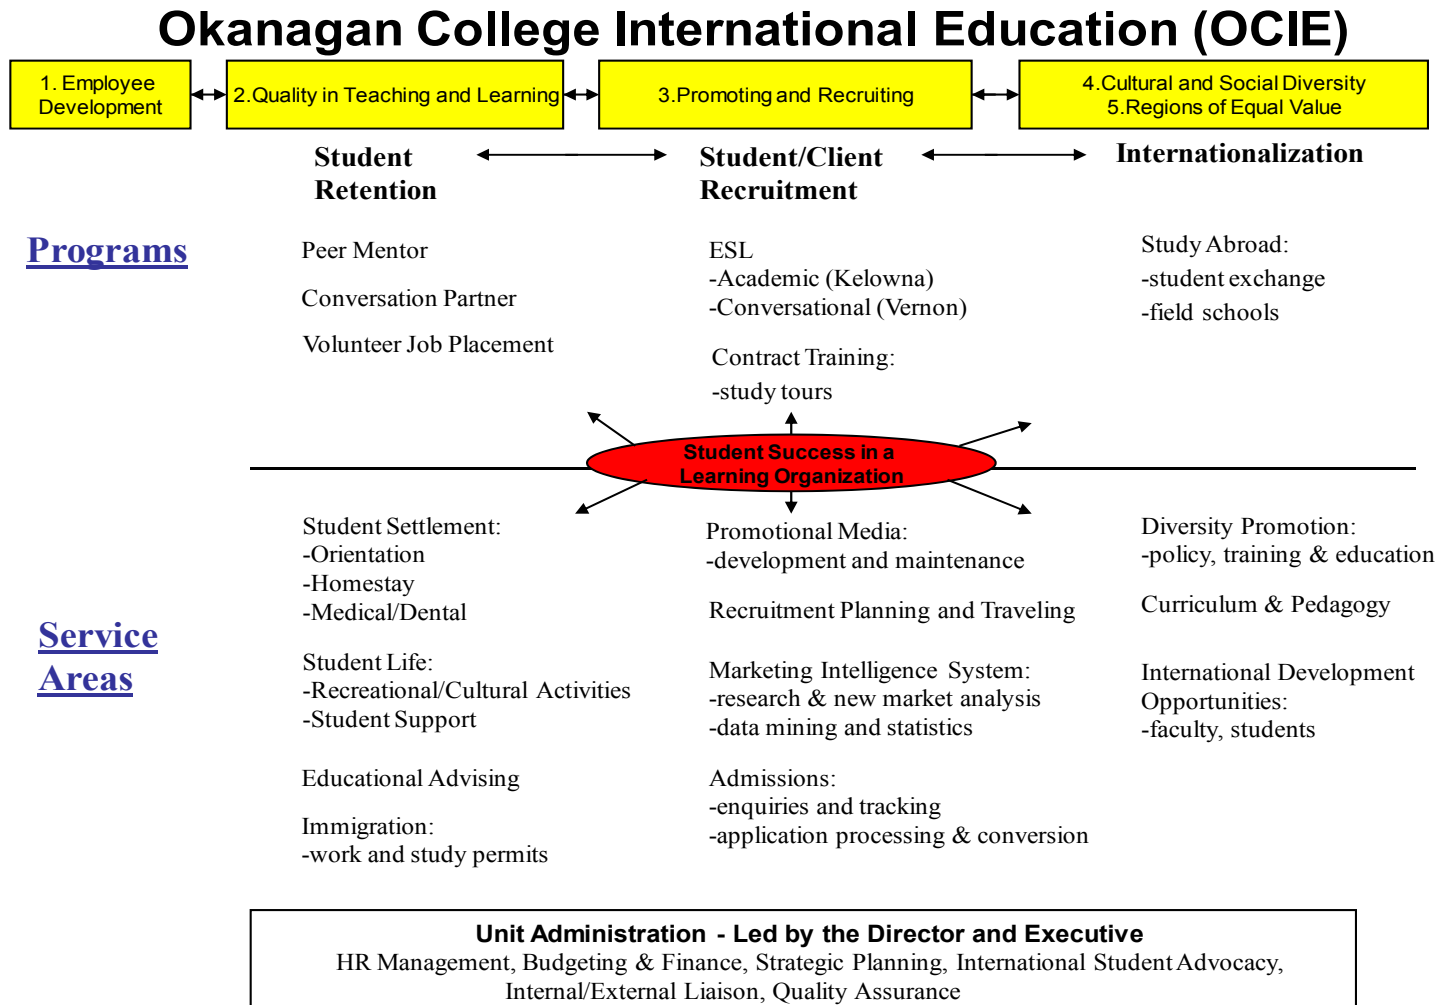 Okanagan College International Education (OCIE)
1. Employee
Development
2.Quality in Teaching and Learning
3.Promoting and Recruiting
4.Cultural and Social Diversity
5.Regions of Equal Value
Student
Retention
Student/Client
Recruitment
Internationalization
Programs
Peer Mentor
Conversation Partner
Volunteer Job Placement
ESL
-Academic (Kelowna)
-Conversational (Vernon)
Contract Training:
-study tours
Study Abroad:
-student exchange
-field schools
Student Success in a
Learning Organization
Service
Areas
Student Settlement:
-Orientation
-Homestay
-Medical/Dental
Student Life:
-Recreational/Cultural Activities
-Student Support
Educational Advising
Immigration:
-work and study permits
Promotional Media:
-development and maintenance
Recruitment Planning and Traveling
Marketing Intelligence System:
-research & new market analysis
-data mining and statistics
Admissions:
-enquiries and tracking
-application processing & conversion
Diversity Promotion:
-policy, training & education
Curriculum & Pedagogy
International Development
Opportunities:
-faculty, students
Unit Administration - Led by the Director and Executive
HR Management, Budgeting & Finance, Strategic Planning, International Student Advocacy,
Internal/External Liaison, Quality Assurance